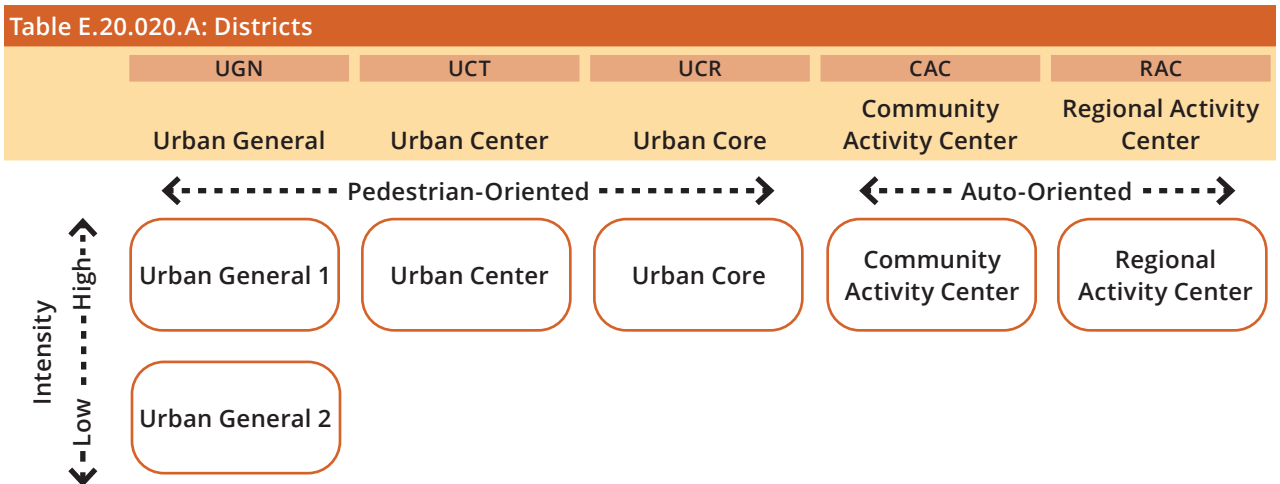 Table E.20.020.A: Districts
UGN UCT UCR CAC RAC
Urban General Urban Center Urban Core Community Activity Center Regional Activity Center
Pedestrian-Oriented Auto-Oriented
Intensity
Low High
Urban General 1
Urban Center
Urban Core
Community
Activity Center
Regional
Activity Center
Urban General 2